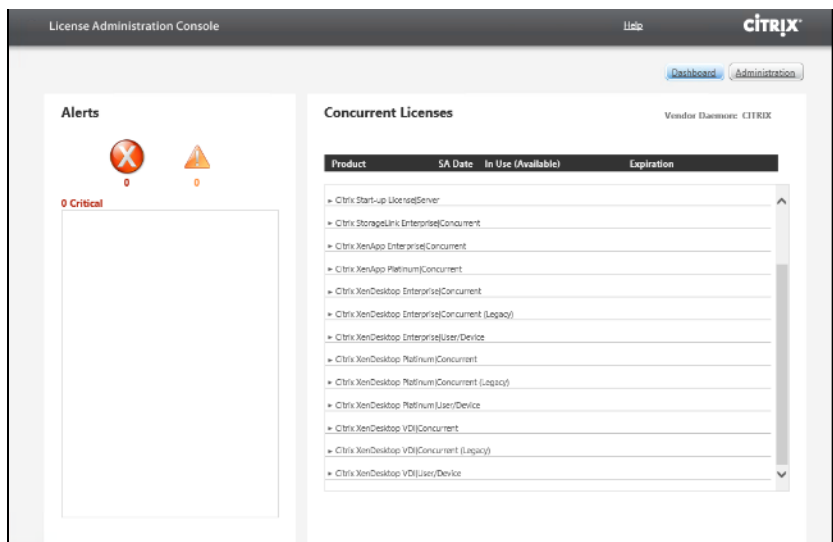 License Administration Console Help CİTRIX
Dashboard Administration
Alerts
0 0
0 Critical
Concurrent Licenses Vendor Daemon: CITRIX
Product SA Date In Use (Available) Expiration
Citrix Start-up License|Server
Citrix StorageLink Enterprise|Concurrent
Citrix XenApp Enterprise|Concurrent
Citrix XenApp Platinum|Concurrent
Citrix XenDesktop Enterprise|Concurrent
Citrix XenDesktop Enterprise|Concurrent (Legacy)
Citrix XenDesktop Enterprise|User/Device
Citrix XenDesktop Platinum|Concurrent
Citrix XenDesktop Platinum|Concurrent (Legacy)
Citrix XenDesktop Platinum|User/Device
Citrix XenDesktop VDI|Concurrent
Citrix XenDesktop VDI|Concurrent (Legacy)
Citrix XenDesktop VDI|User/Device